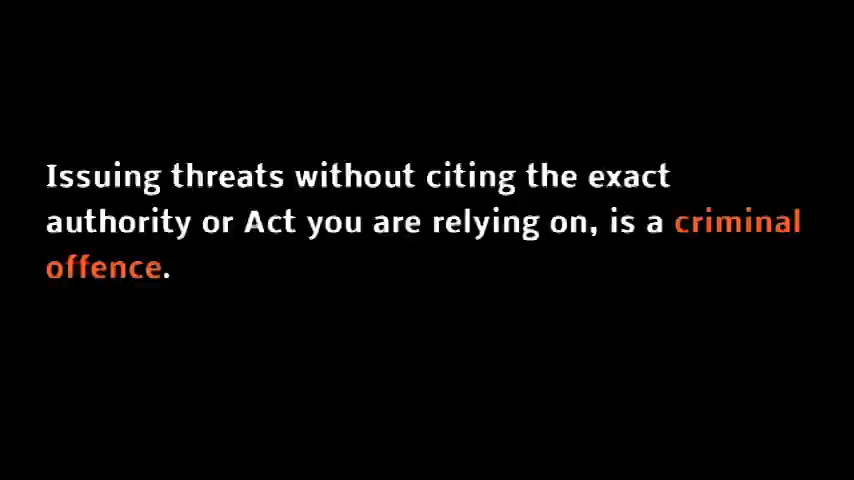 Issuing threats without citing the exact
authority or Act you are relying on, is a criminal
offence.